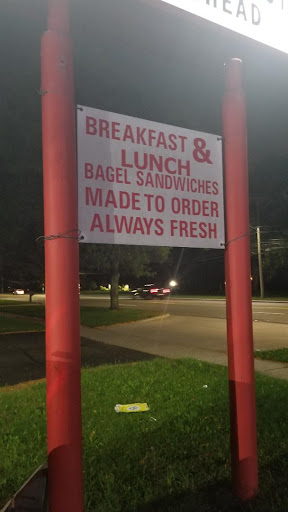 HEAD
BREAKFAST &
LUNCH
BAGEL SANDWICHES
MADE TO ORDER
ALWAYS FRESH